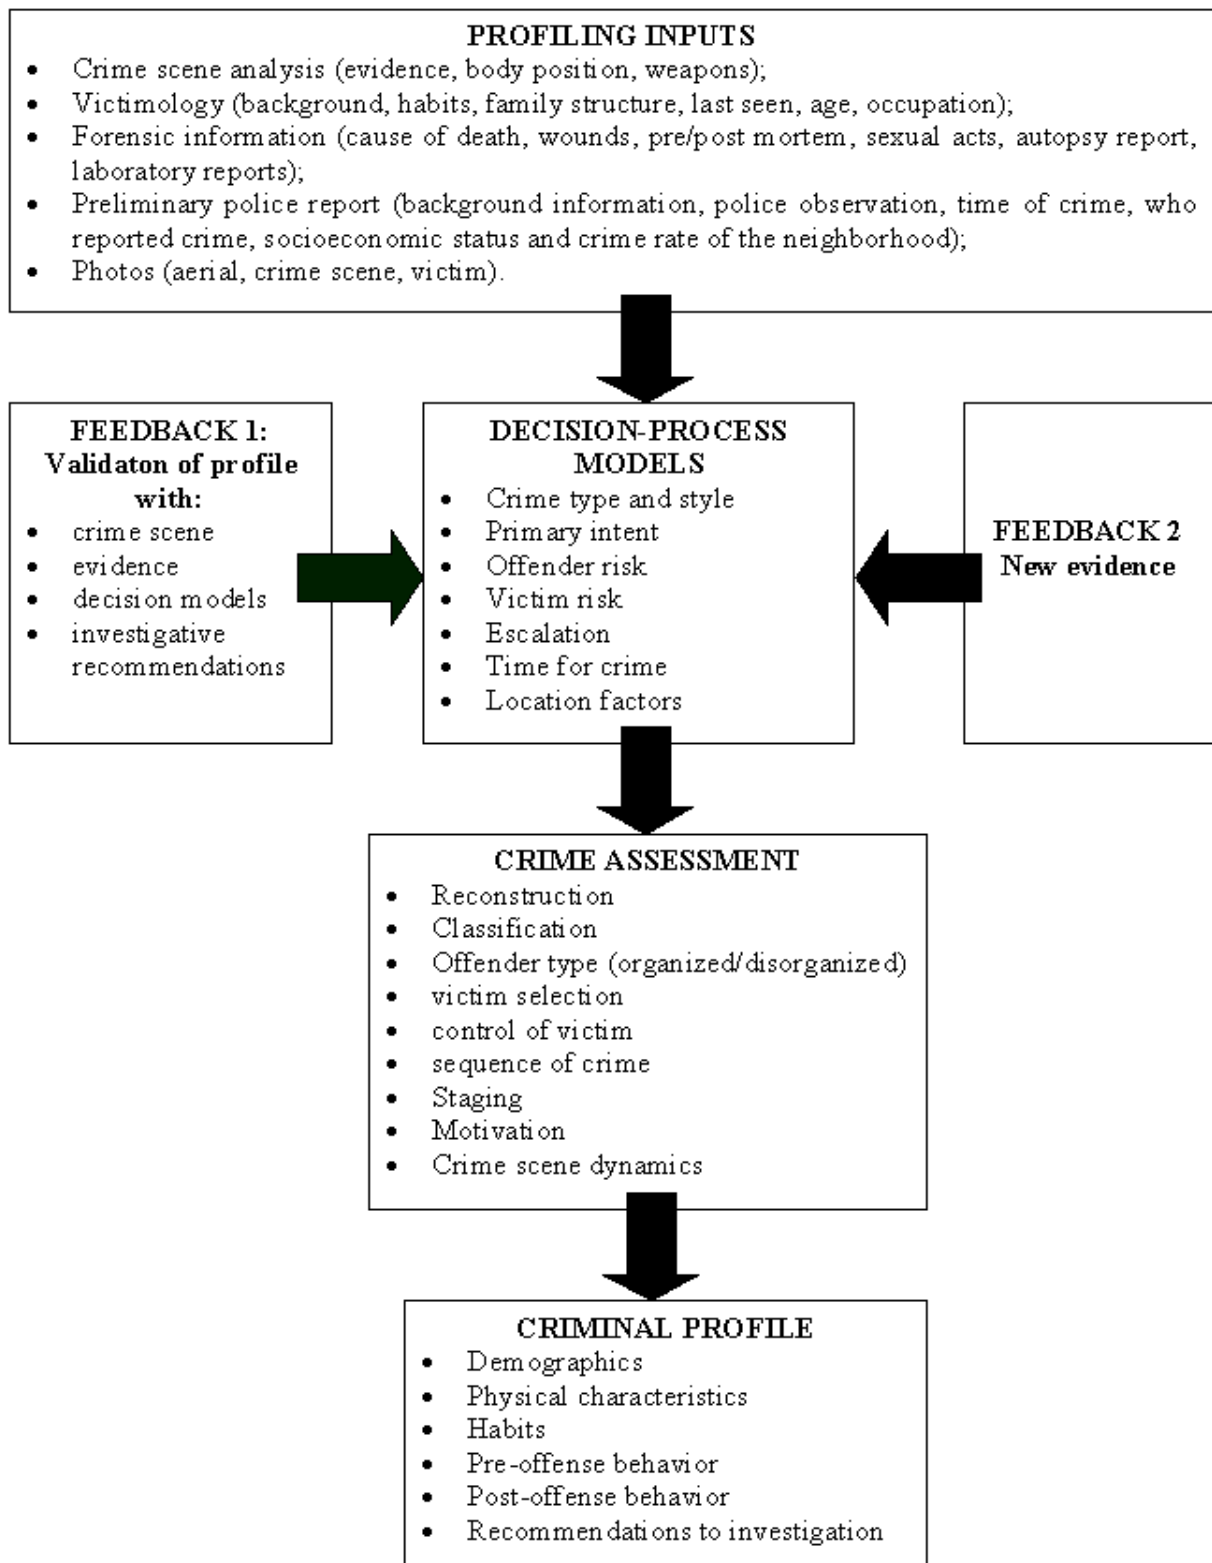 PROFILING INPUTS
• Crime scene analysis (evidence, body position, weapons);
• Victimology (background, habits, family structure, last seen, age, occupation);
• Forensic information (cause of death, wounds, pre/post mortem, sexual acts, autopsy report,
laboratory reports);
• Preliminary police report (background information, police observation, time of crime, who
reported crime, socioeconomic status and crime rate of the neighborhood);
• Photos (aerial, crime scene, victim).
FEEDBACK 1:
Validaton of profile
with:
• crime scene
• evidence
• decision models
• investigative
recommendations
DECISION-PROCESS
MODELS
• Crime type and style
• Primary intent
• Offender risk
• Victim risk
• Escalation
• Time for crime
• Location factors
FEEDBACK 2
New evidence
CRIME ASSESSMENT
• Reconstruction
• Classification
• Offender type (organized/disorganized)
• victim selection
• control of victim
• sequence of crime
• Staging
• Motivation
• Crime scene dynamics
CRIMINAL PROFILE
• Demographics
• Physical characteristics
• Habits
• Pre-offense behavior
• Post-offense behavior
• Recommendations to investigation